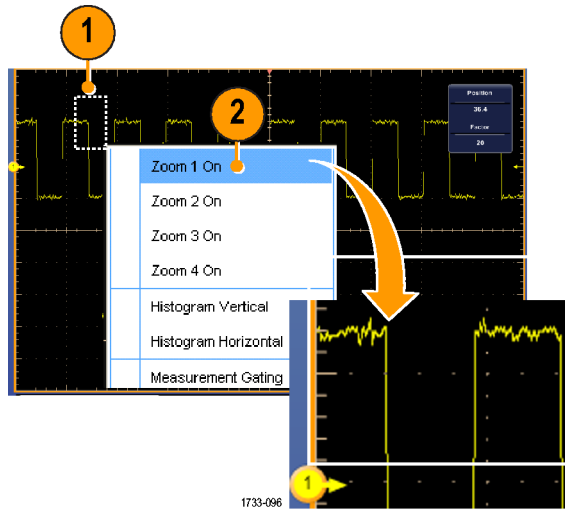 1
2
Position
36.4
Factor
20
1
Zoom 1 On
Zoom 2 On
Zoom 3 On
Zoom 4 On
Histogram Vertical
Histogram Horizontal
Measurement Gating
1
1733-096